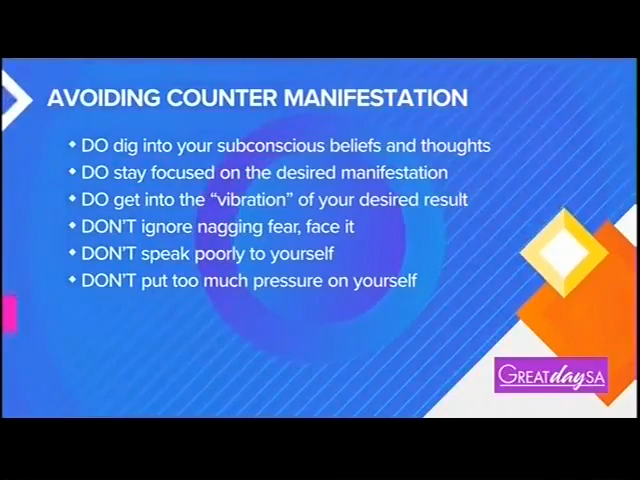 AVOIDING COUNTER MANIFESTATION
◆ DO dig into your subconscious beliefs and thoughts
◆ DO stay focused on the desired manifestation
◆ DO get into the “vibration” of your desired result
◆ DON’T ignore nagging fear, face it
◆ DON’T speak poorly to yourself
◆ DON’T put too much pressure on yourself
GREATdaySA